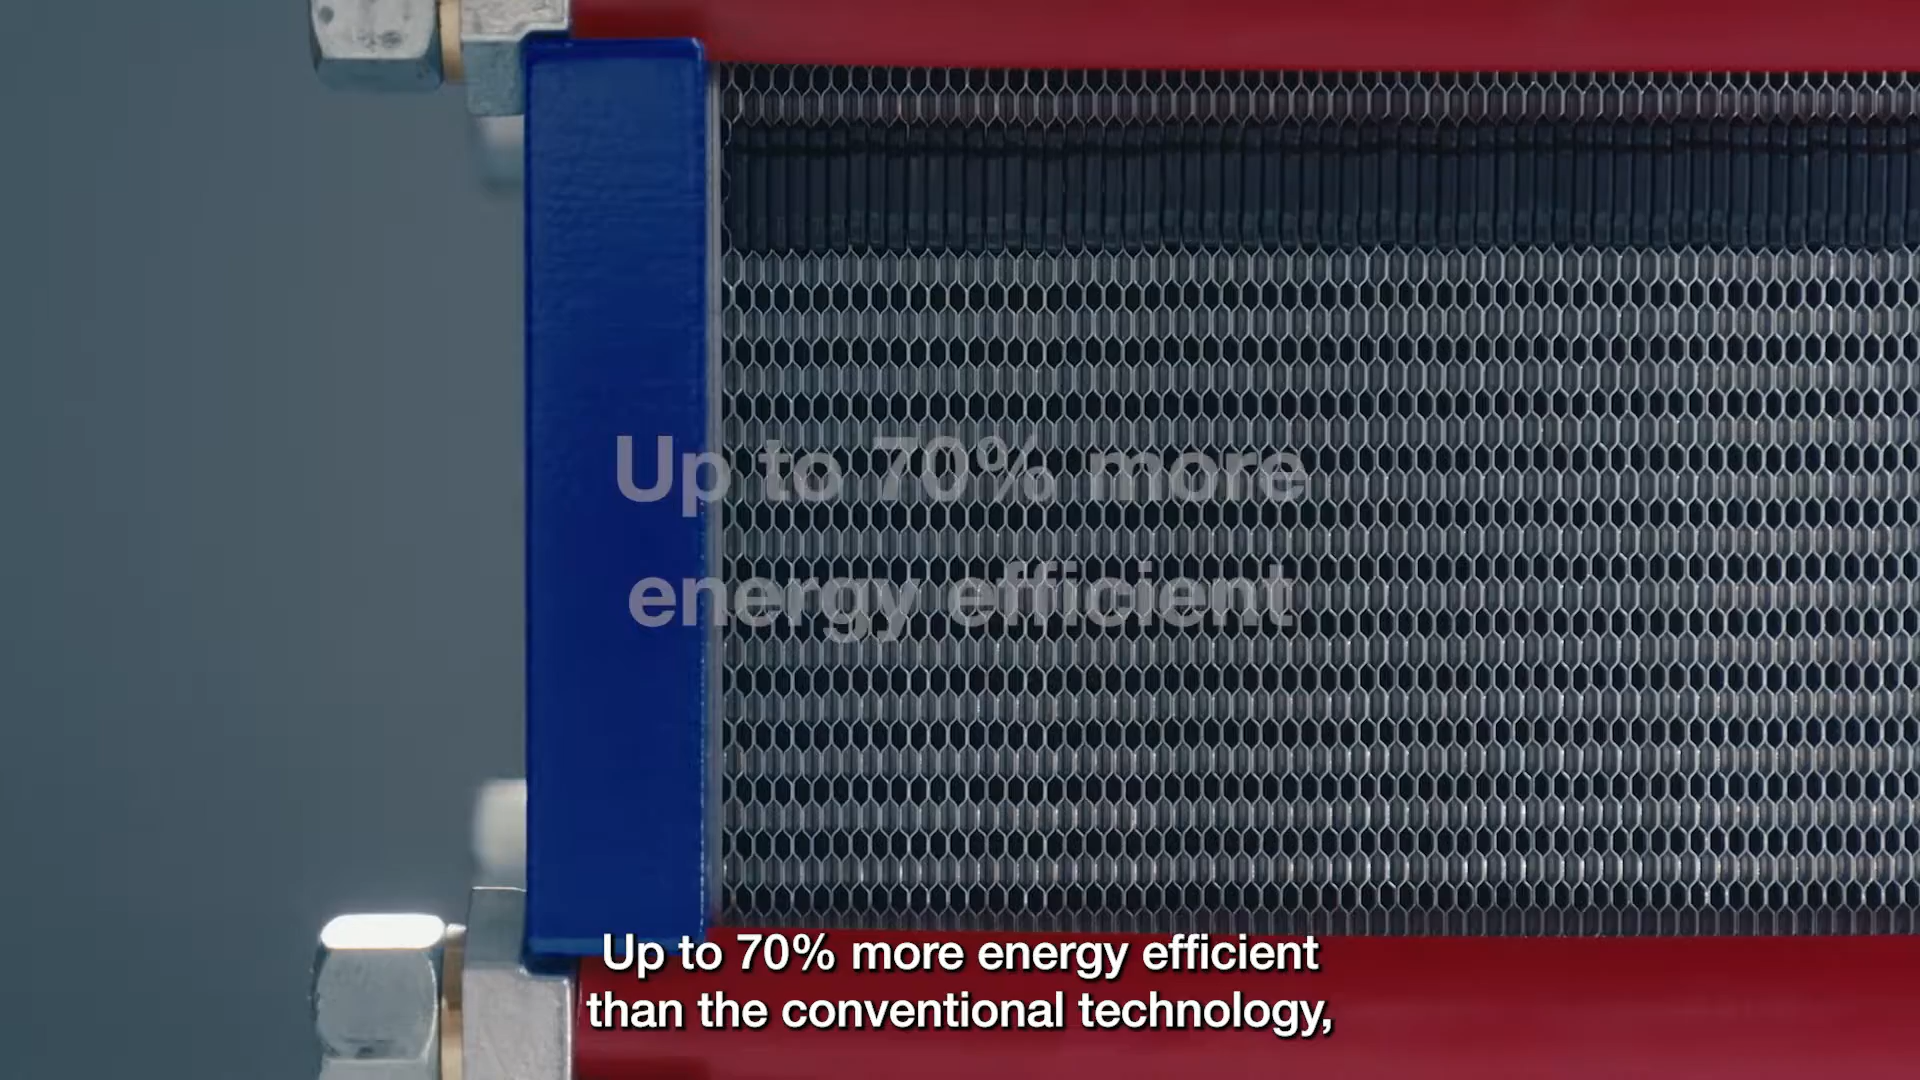 Up to 70% more
energy efficient
Up to 70% more energy efficient
than the conventional technology,